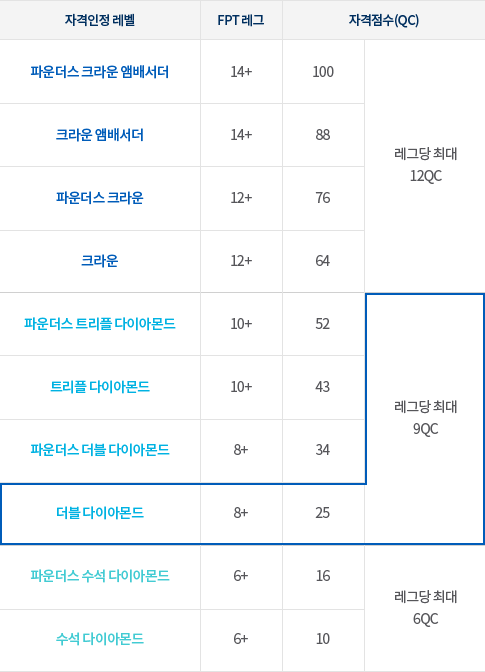 자격인정 레벨 FPT 레그 자격점수(QC)
파운더스 크라운 앰배서더 14+ 100
크라운 앰배서더 14+ 88
레그당 최대
12QC
파운더스 크라운 12+ 76
크라운 12+ 64
파운더스 트리플 다이아몬드 10+ 52
트리플 다이아몬드 10+ 43
레그당 최대
9QC
파운더스 더블 다이아몬드 8+ 34
더블 다이아몬드 8+ 25
파운더스 수석 다이아몬드 6+ 16
레그당 최대
6QC
수석 다이아몬드 6+ 10